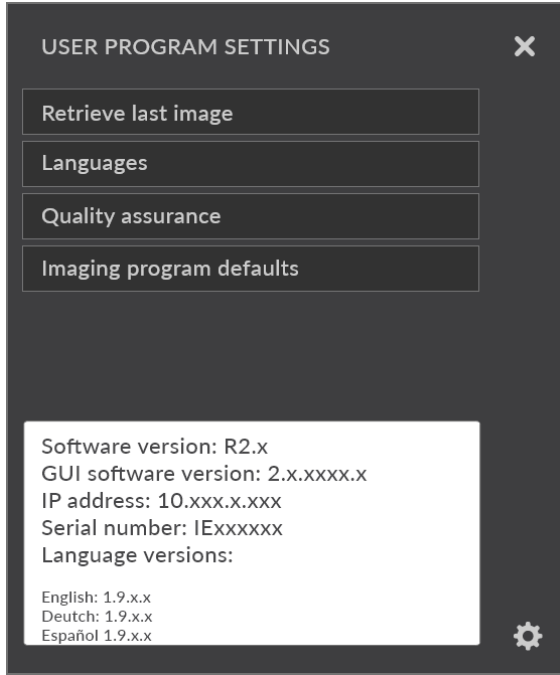 USER PROGRAM SETTINGS
Retrieve last image
Languages
Quality assurance
Imaging program defaults
Software version: R2.x
GUI software version: 2.x.xxxx.x
IP address: 10.xxx.x.xxx
Serial number: IExxxxxx
Language versions:
English: 1.9.x.x
Deutch: 1.9.x.x
Español 1.9.x.x